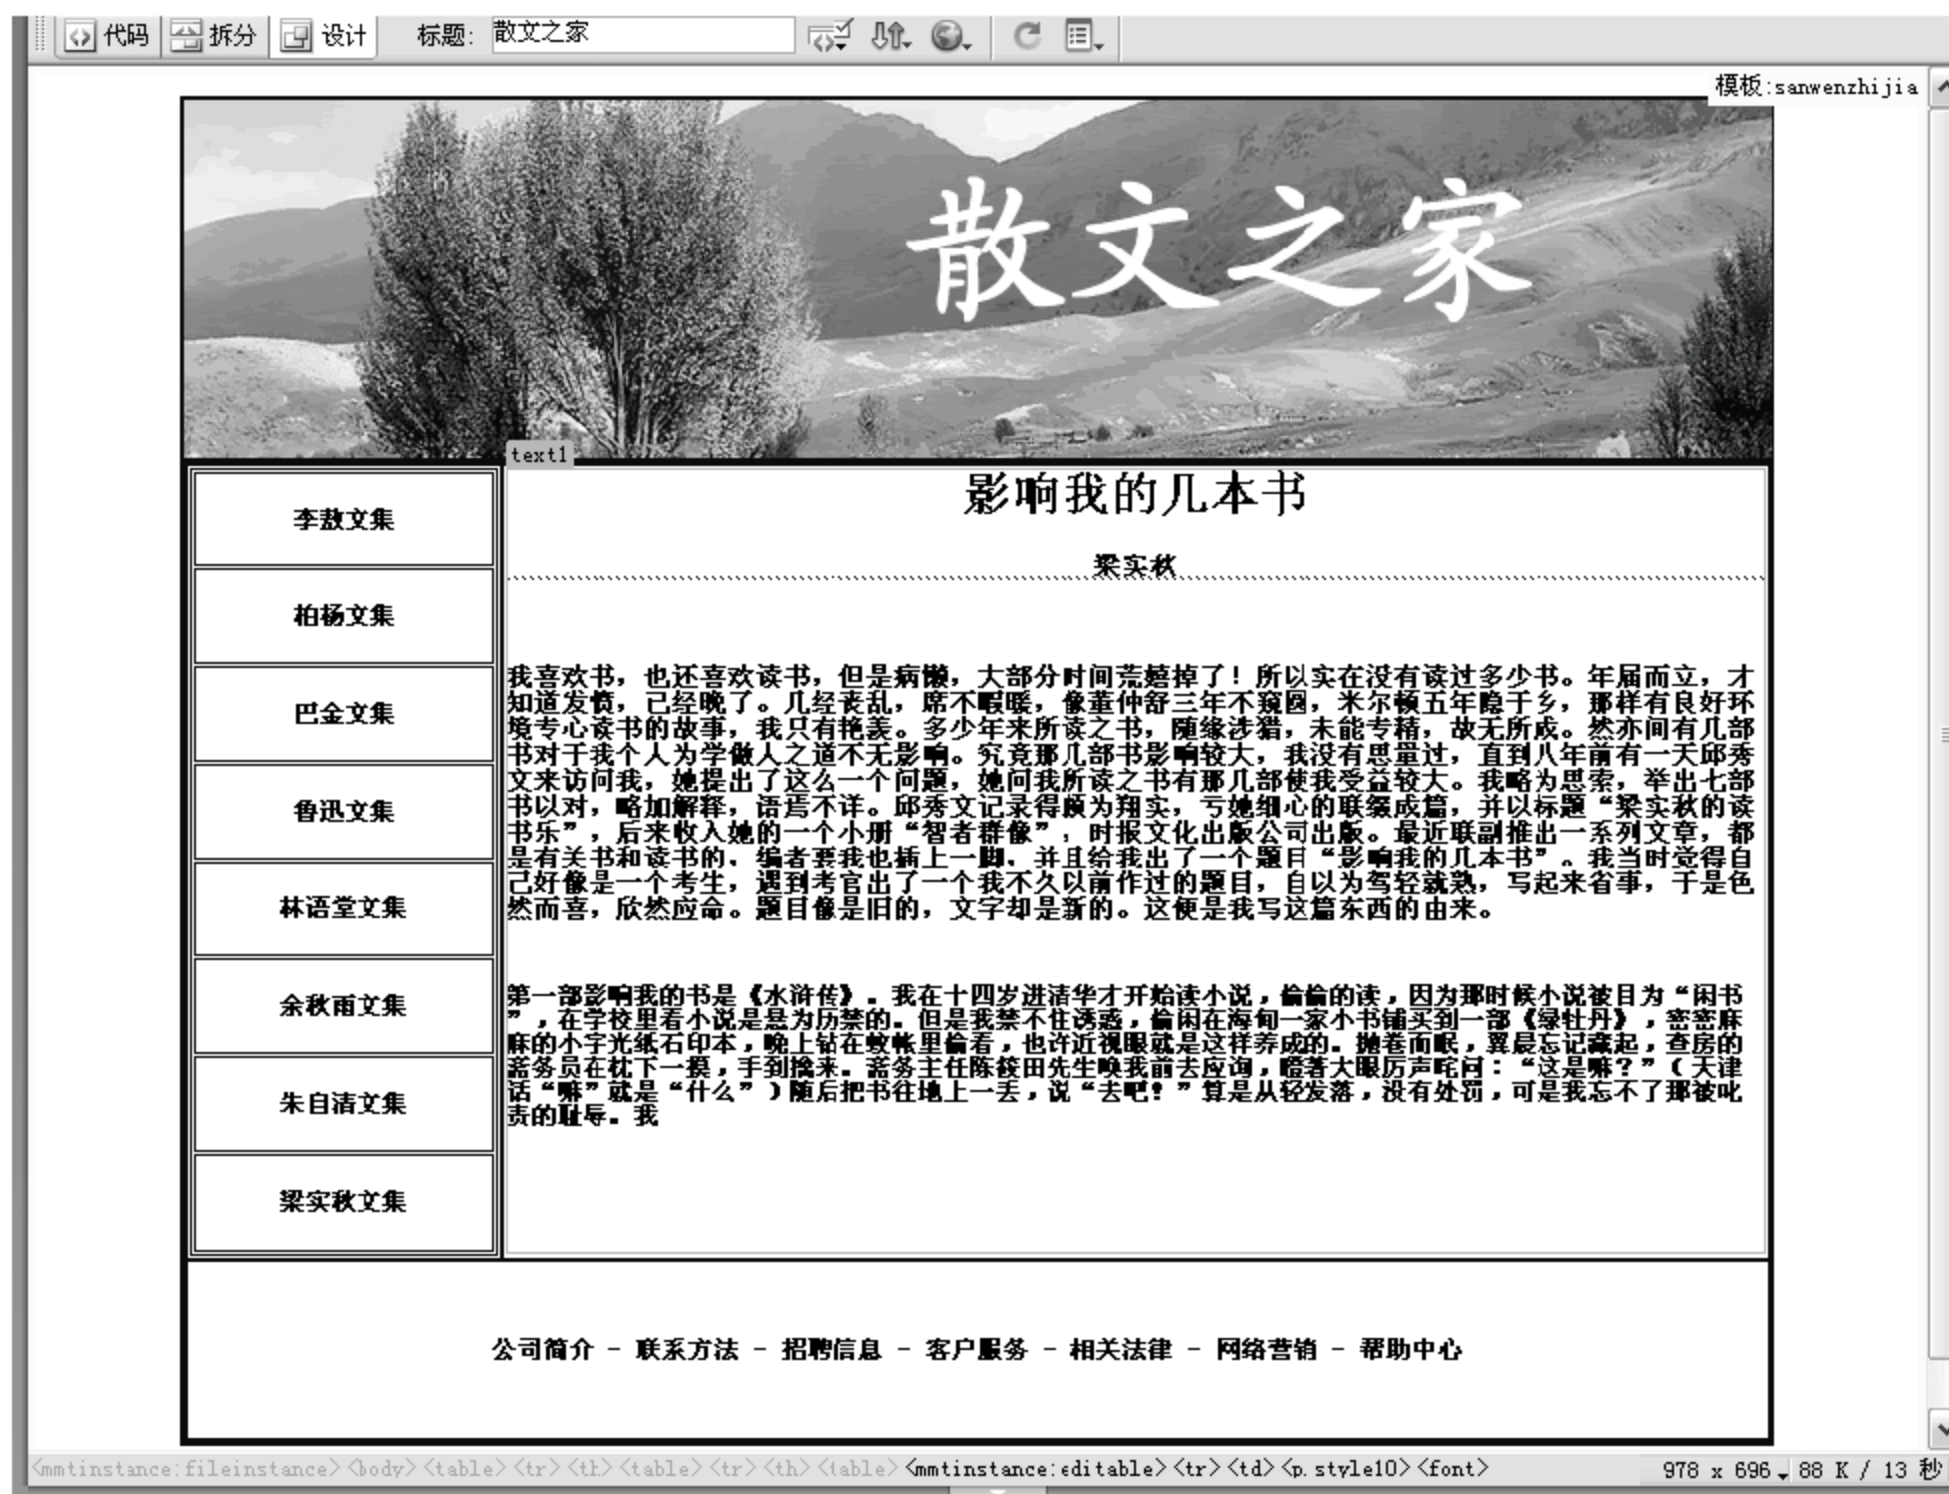 代码 拆分 设计 标题: 散文之家
模板:sanwenzhijia
散文之家
text1
影响我的几本书
梁实秋
李敖文集
柏杨文集
巴金文集
鲁迅文集
林语堂文集
余秋雨文集
朱自清文集
梁实秋文集
我喜欢书，也还喜欢读书，但是病懒，大部分时间荒嬉掉了！所以实在没有读过多少书。年届而立，才
知道发愤，已经晚了。几经丧乱，席不暇暖，像董仲舒三年不窥园，米尔顿五年隐于乡，那样有良好环
境专心读书的故事，我只有艳羡。多少年来所读之书，随缘涉猎，未能专精，故无所成。然亦间有几部
书对于我个人为学做人之道不无影响。究竟那几部书影响较大，我没有思量过，直到八年前有一天邱秀
文来访问我，她提出了这么一个问题，她问我所读之书有那几部使我受益较大。我略为思索，举出七部
书以对，略加解释，语焉不详。邱秀文记录得颇为翔实，亏她细心的联缀成篇，并以标题“梁实秋的读
书乐”，后来收入她的一个小册“智者群像”，时报文化出版公司出版。最近联副推出一系列文章，都
是有关书和读书的，编者要我也插上一脚，并且给我出了一个题目“影响我的几本书”。我当时觉得自
己好像是一个考生，遇到考官出了一个我不久以前作过的题目，自以为驾轻就熟，写起来省事，于是色
然而喜，欣然应命。题目像是旧的，文字却是新的。这便是我写这篇东西的由来。
第一部影响我的书是《水浒传》。我在十四岁进清华才开始读小说，偷偷的读，因为那时候小说被目为“闲书
”，在学校里看小说是悬为历禁的。但是我禁不住诱惑，偷闲在海甸一家小书铺买到一部《绿牡丹》，密密麻
麻的小字光纸石印本，晚上钻在蚊帐里偷看，也许近视眼就是这样养成的。抛卷而眠，翼晨忘记藏起，查房的
斋务员在枕下一摸，手到擒来。斋务主任陈筱田先生唤我前去应询，瞪著大眼厉声咤问：“这是嘛？”(天津
话“嘛”就是“什么”)随后把书往地上一丢，说“去吧！”算是从轻发落，没有处罚，可是我忘不了那被叱
责的耻辱。我
公司简介 - 联系方法 - 招聘信息 - 客户服务 - 相关法律 - 网络营销 - 帮助中心
<mmtinstance:fileinstance> <body> <table> <tr> <th> <table> <tr> <th> <table> <mmtinstance:editable> <tr> <td> <p.style10> <font> 978 x 696 88 K / 13 秒